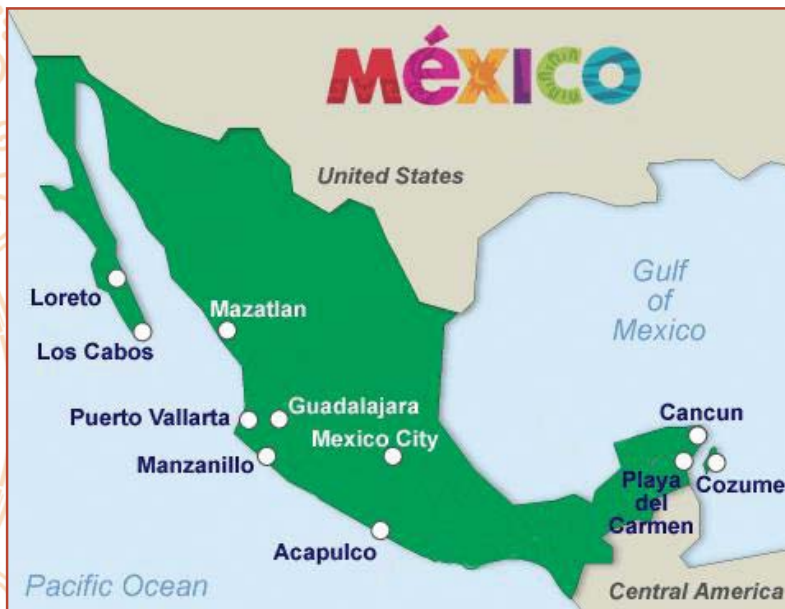 MéXICO
United States
Gulf
of
Mexico
Loreto
Mazatlan
Los Cabos
Puerto Vallarta
Guadalajara
Cancun
Manzanillo
Mexico City
Playa
del
Carmen
Cozume
Acapulco
Pacific Ocean
Central America